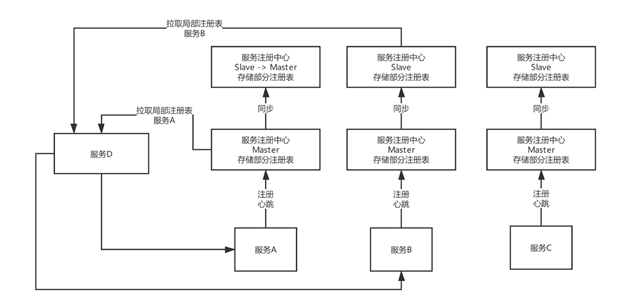 拉取局部注册表
服务B
服务注册中心
Slave -> Master
存储部分注册表
服务注册中心
Slave
存储部分注册表
服务注册中心
Slave
存储部分注册表
拉取局部注册表
服务A
同步
同步
同步
服务D
服务注册中心
Master
存储部分注册表
服务注册中心
Master
存储部分注册表
服务注册中心
Master
存储部分注册表
注册
心跳
注册
心跳
注册
心跳
服务A
服务B
服务C